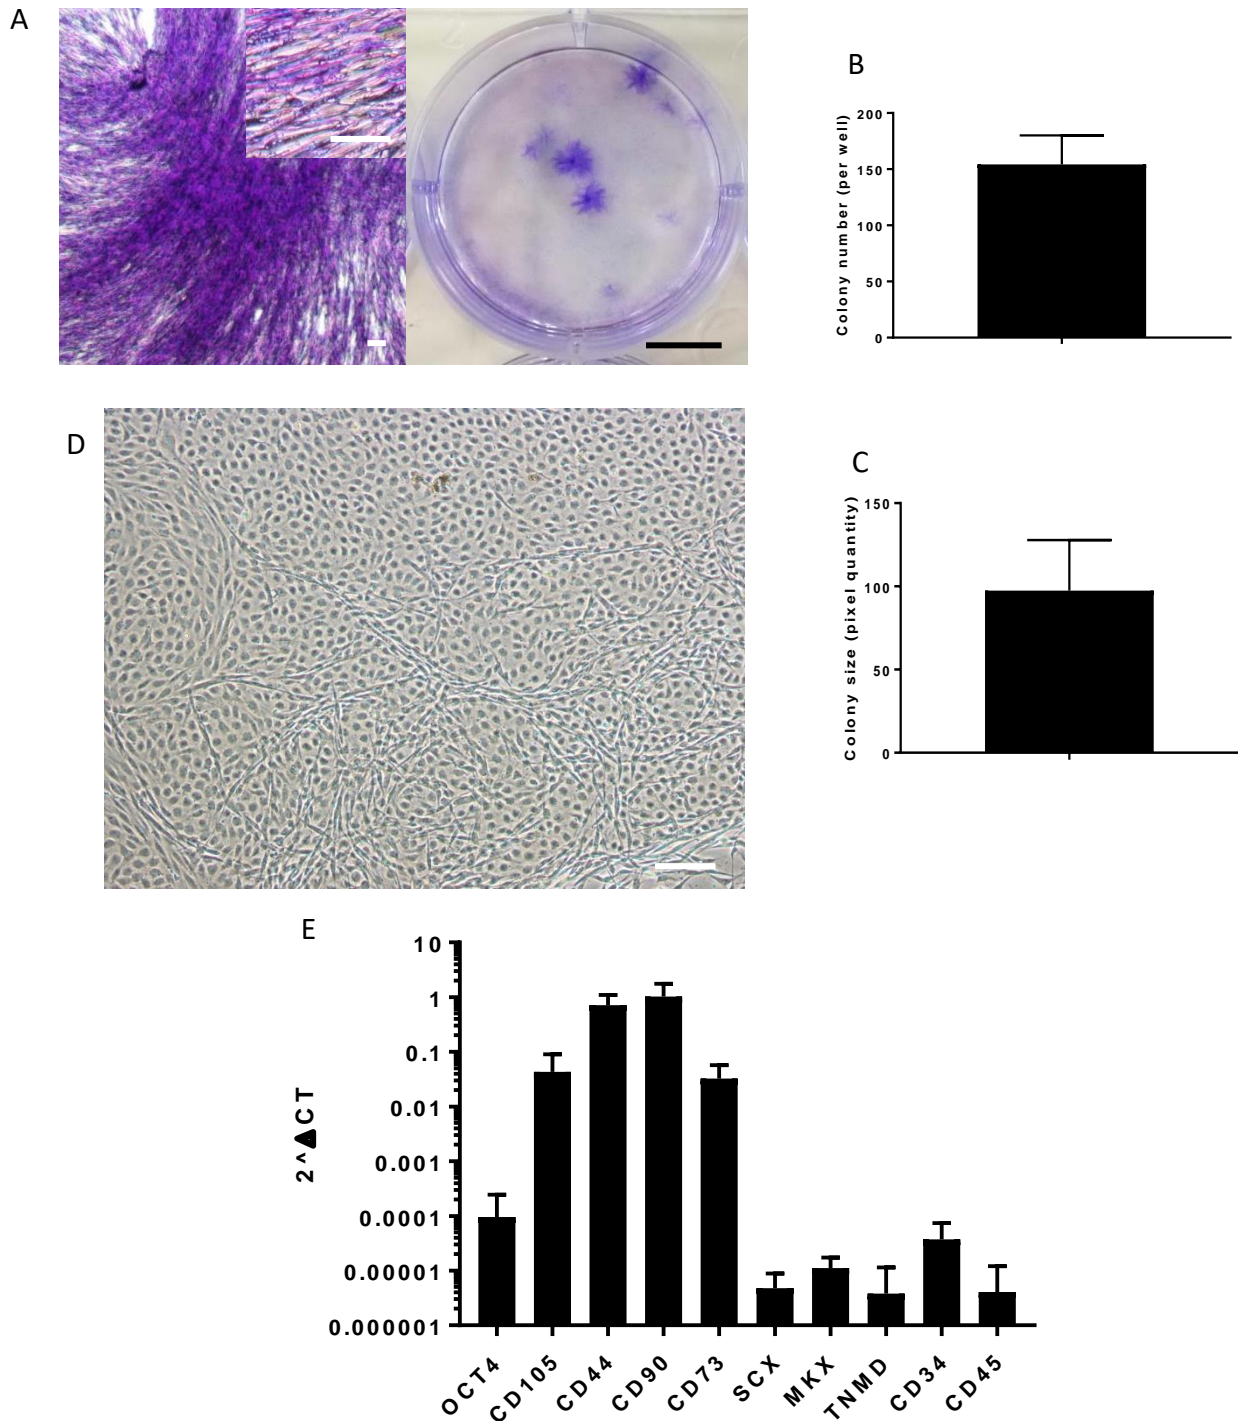 A
B
Colony number (per well)
200
150
100
50
0
D
C
Colony size (pixel quantity)
150
100
50
0
E
2^ΔCT
10
1
0.1
0.01
0.001
0.0001
0.00001
0.000001
OCT4
CD105
CD44
CD90
CD73
SCX
MKX
TNMD
CD34
CD45